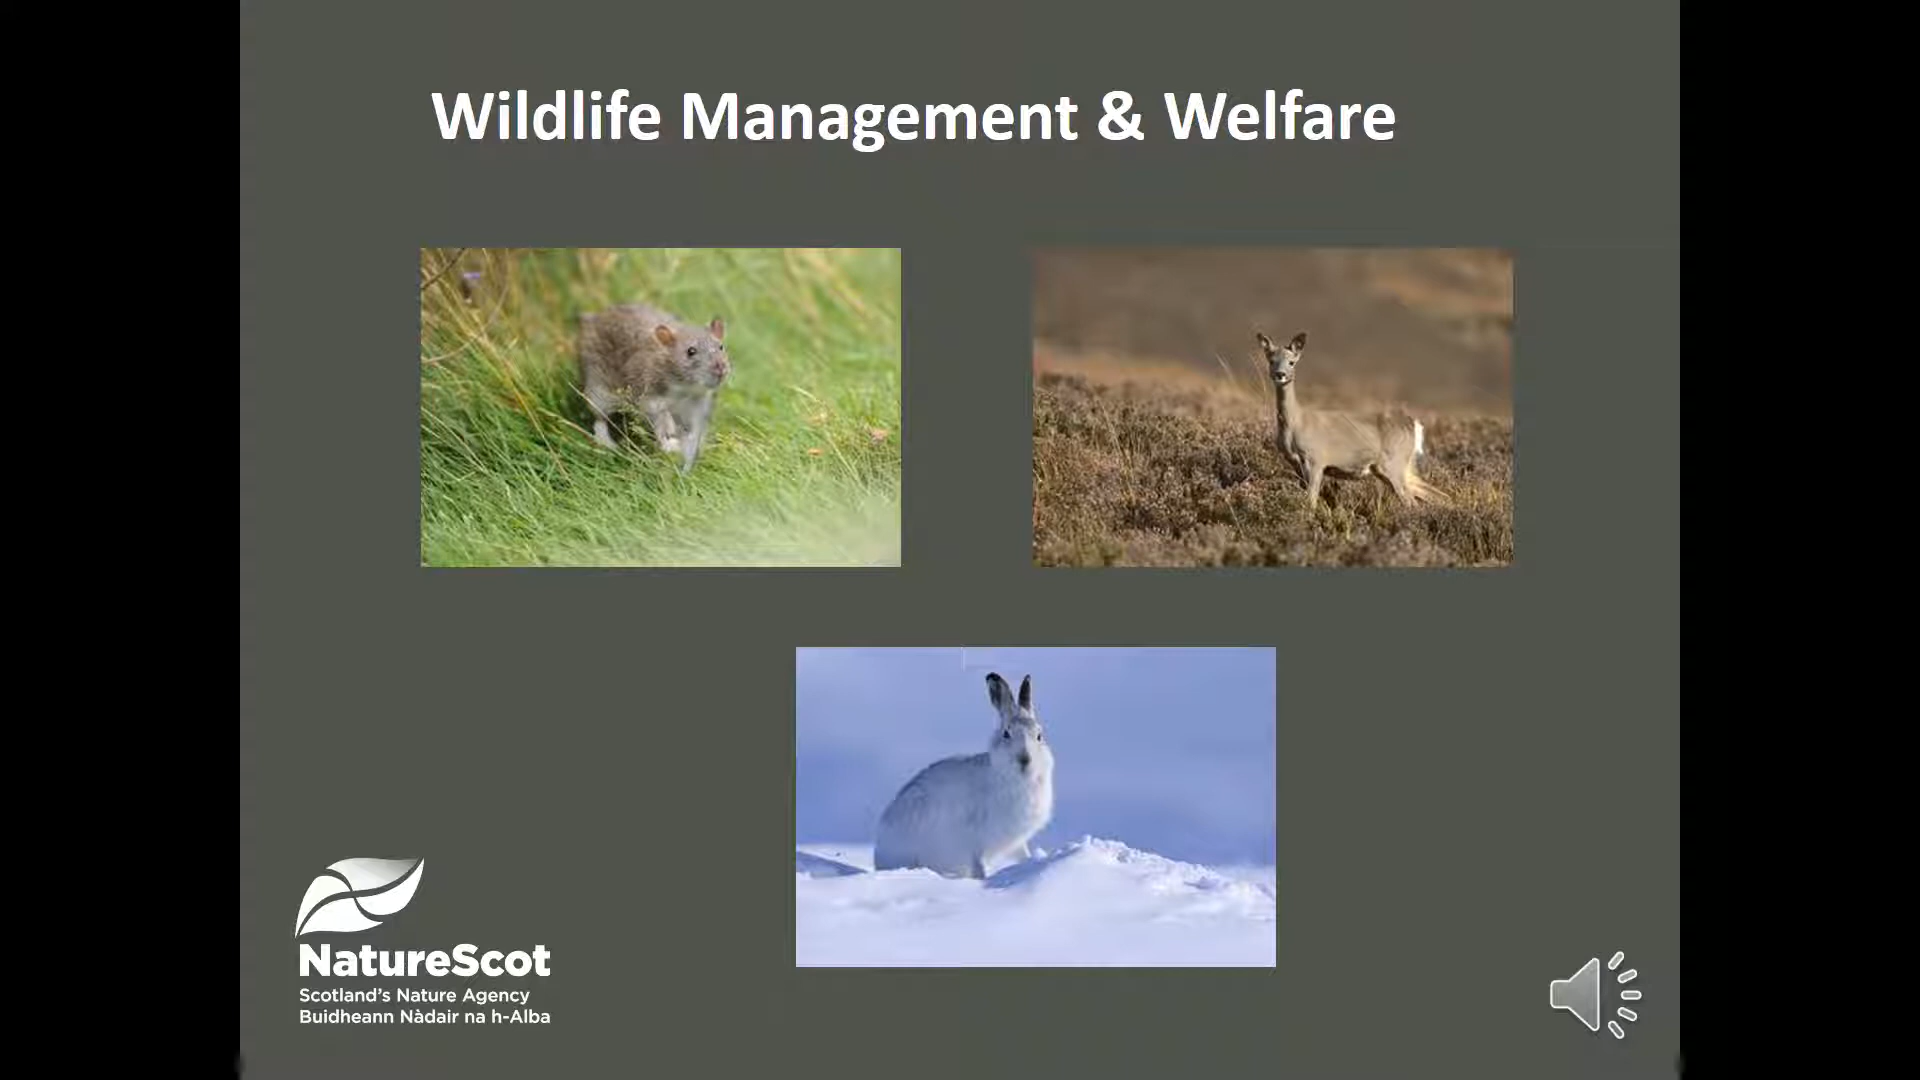 Wildlife Management & Welfare
NatureScot
Scotland's Nature Agency
Buidheann Nàdair na h-Alba